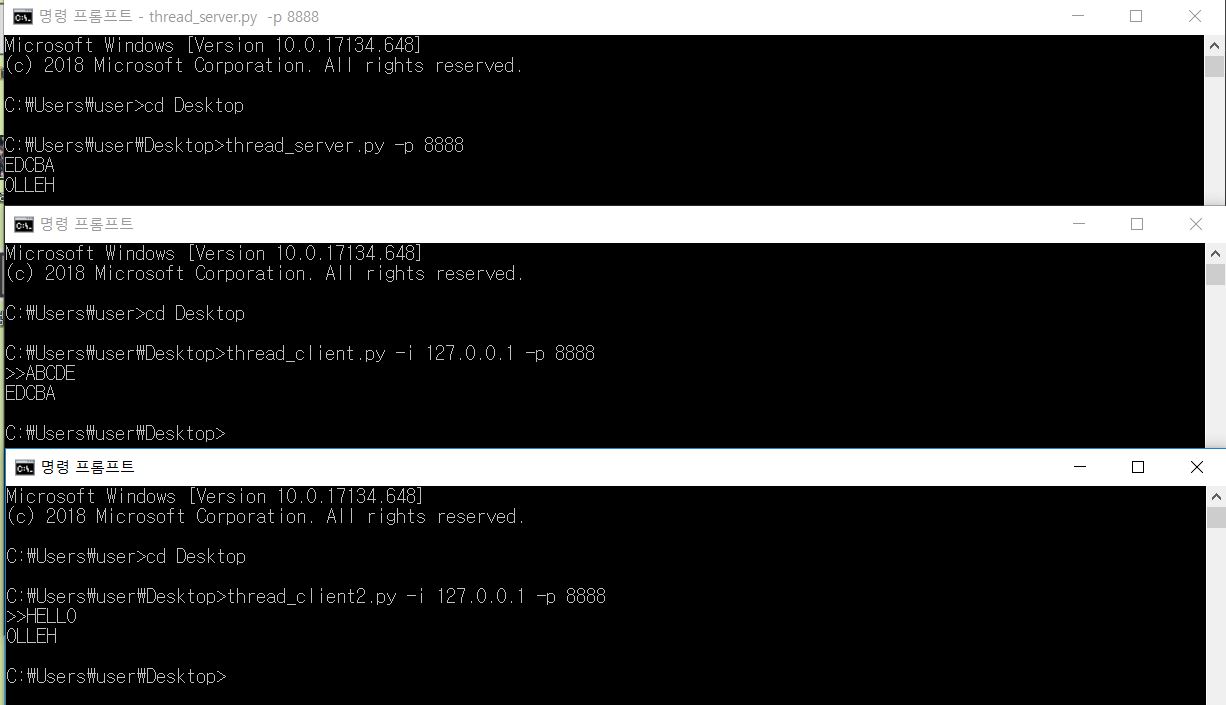 명령 프롬프트 - thread_server.py -p 8888
Microsoft Windows [Version 10.0.17134.648]
(c) 2018 Microsoft Corporation. All rights reserved.
C:₩Users₩user>cd Desktop
C:₩Users₩user₩Desktop>thread_server.py -p 8888
EDCBA
OLLEH
명령 프롬프트
Microsoft Windows [Version 10.0.17134.648]
(c) 2018 Microsoft Corporation. All rights reserved.
C:₩Users₩user>cd Desktop
C:₩Users₩user₩Desktop>thread_client.py -i 127.0.0.1 -p 8888
>>ABCDE
EDCBA
C:₩Users₩user₩Desktop>
명령 프롬프트
Microsoft Windows [Version 10.0.17134.648]
(c) 2018 Microsoft Corporation. All rights reserved.
C:₩Users₩user>cd Desktop
C:₩Users₩user₩Desktop>thread_client2.py -i 127.0.0.1 -p 8888
>>HELLO
OLLEH
C:₩Users₩user₩Desktop>